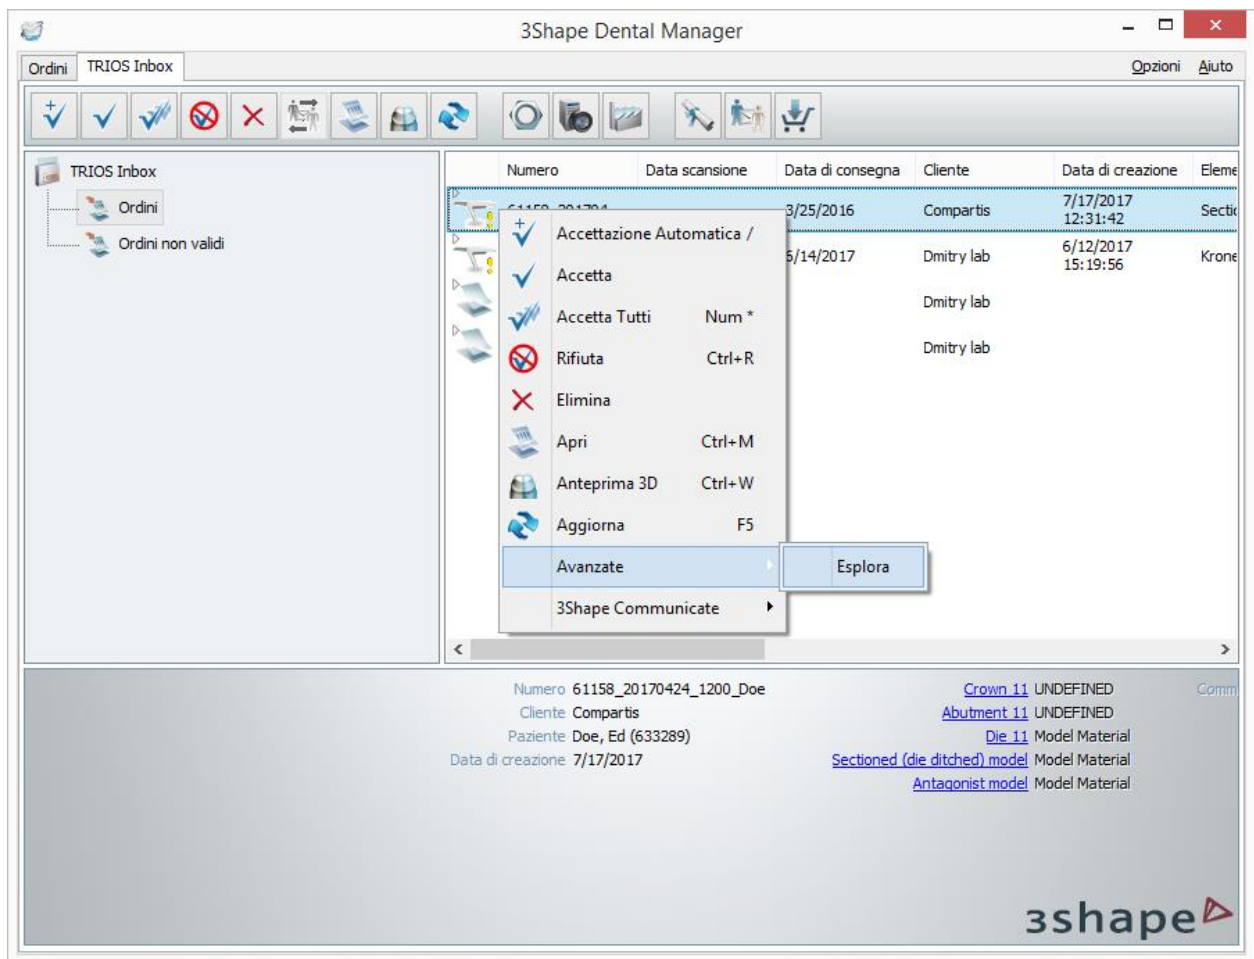 3Shape Dental Manager
Ordini TRIOS Inbox Opzioni Aiuto
TRIOS Inbox
Ordini
Ordini non validi
Numero Data scansione Data di consegna Cliente Data di creazione Eleme
61158_201704 3/25/2016 Compartis 7/17/2017 12:31:42 Sectio
6/14/2017 Dmitry lab 6/12/2017 15:19:56 Krone
Dmitry lab
Dmitry lab
Accettazione Automatica /
Accetta
Accetta Tutti Num *
Rifiuta Ctrl+R
Elimina
Apri Ctrl+M
Anteprima 3D Ctrl+W
Aggiorna F5
Avanzate Esplora
3Shape Communicate
Numero 61158_20170424_1200_Doe
Cliente Compartis
Paziente Doe, Ed (633289)
Data di creazione 7/17/2017
Crown 11 UNDEFINED
Abutment 11 UNDEFINED
Die 11 Model Material
Sectioned (die ditched) model Model Material
Antagonist model Model Material
Comm
3shape